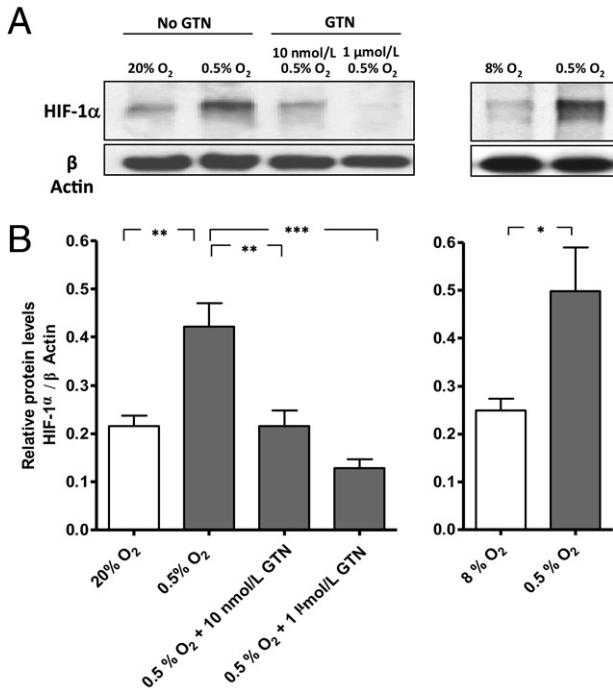 A
No GTN
GTN
20% O2
0.5% O2
10 nmol/L
0.5% O2
1 μmol/L
0.5% O2
8% O2
0.5% O2
HIF-1α
β
Actin
B
Relative protein levels
HIF-1α / β Actin
0.6
0.5
0.4
0.3
0.2
0.1
0.0
**
**
***
20% O2
0.5% O2
0.5 % O2 + 10 nmol/L GTN
0.5 % O2 + 1 μmol/L GTN
0.6
0.5
0.4
0.3
0.2
0.1
0.0
*
8 % O2
0.5 % O2